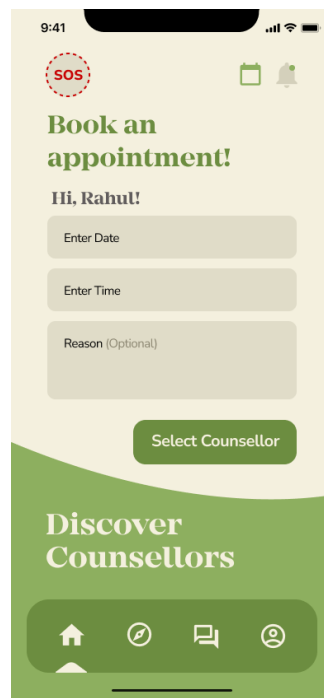 9:41
SOS
Book an
appointment!
Hi, Rahul!
Enter Date
Enter Time
Reason (Optional)
Select Counsellor
Discover
Counsellors